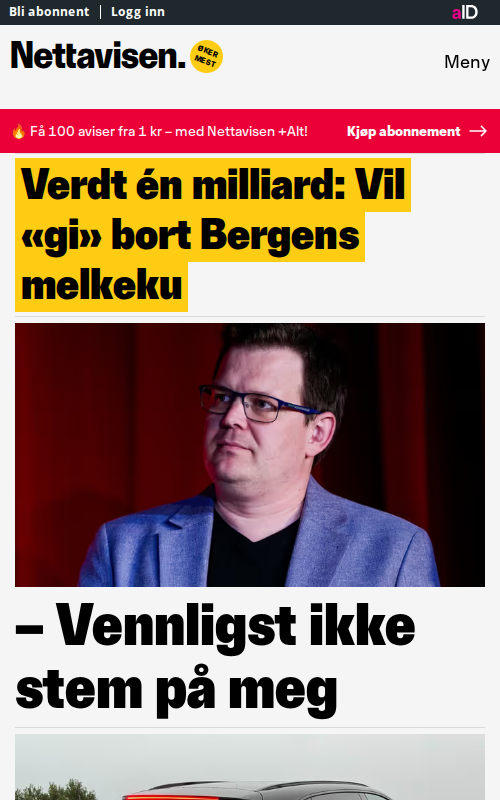 Bli abonnent
Logg inn
aID
Nettavisen.
ØKER
MEST
Meny
🔥 Få 100 aviser fra 1 kr – med Nettavisen +Alt!
Kjøp abonnement →
Verdt én milliard: Vil
«gi» bort Bergens
melkeku
– Vennligst ikke
stem på meg